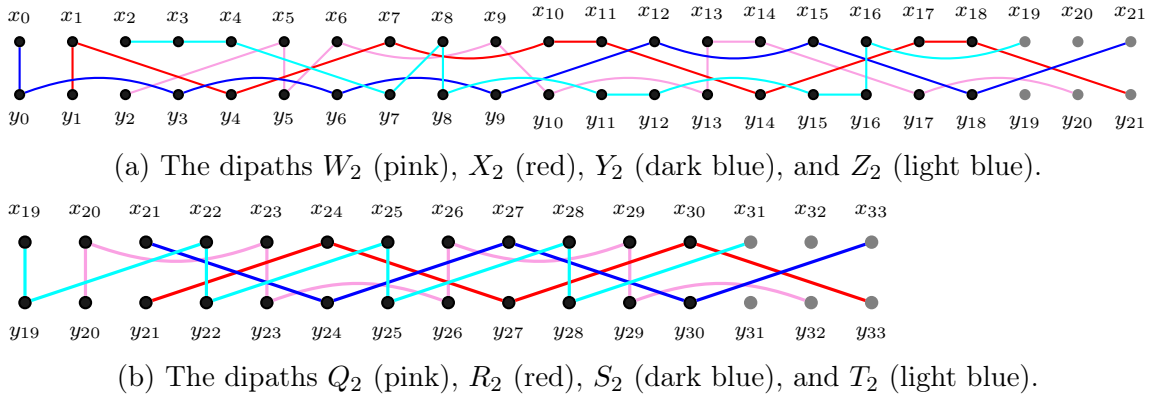 x₀ x₁ x₂ x₃ x₄ x₅ x₆ x₇ x₈ x₉ x₁₀ x₁₁ x₁₂ x₁₃ x₁₄ x₁₅ x₁₆ x₁₇ x₁₈ x₁₉ x₂₀ x₂₁
y₀ y₁ y₂ y₃ y₄ y₅ y₆ y₇ y₈ y₉ y₁₀ y₁₁ y₁₂ y₁₃ y₁₄ y₁₅ y₁₆ y₁₇ y₁₈ y₁₉ y₂₀ y₂₁
(a) The dipaths W₂ (pink), X₂ (red), Y₂ (dark blue), and Z₂ (light blue).
x₁₉ x₂₀ x₂₁ x₂₂ x₂₃ x₂₄ x₂₅ x₂₆ x₂₇ x₂₈ x₂₉ x₃₀ x₃₁ x₃₂ x₃₃
y₁₉ y₂₀ y₂₁ y₂₂ y₂₃ y₂₄ y₂₅ y₂₆ y₂₇ y₂₈ y₂₉ y₃₀ y₃₁ y₃₂ y₃₃
(b) The dipaths Q₂ (pink), R₂ (red), S₂ (dark blue), and T₂ (light blue).